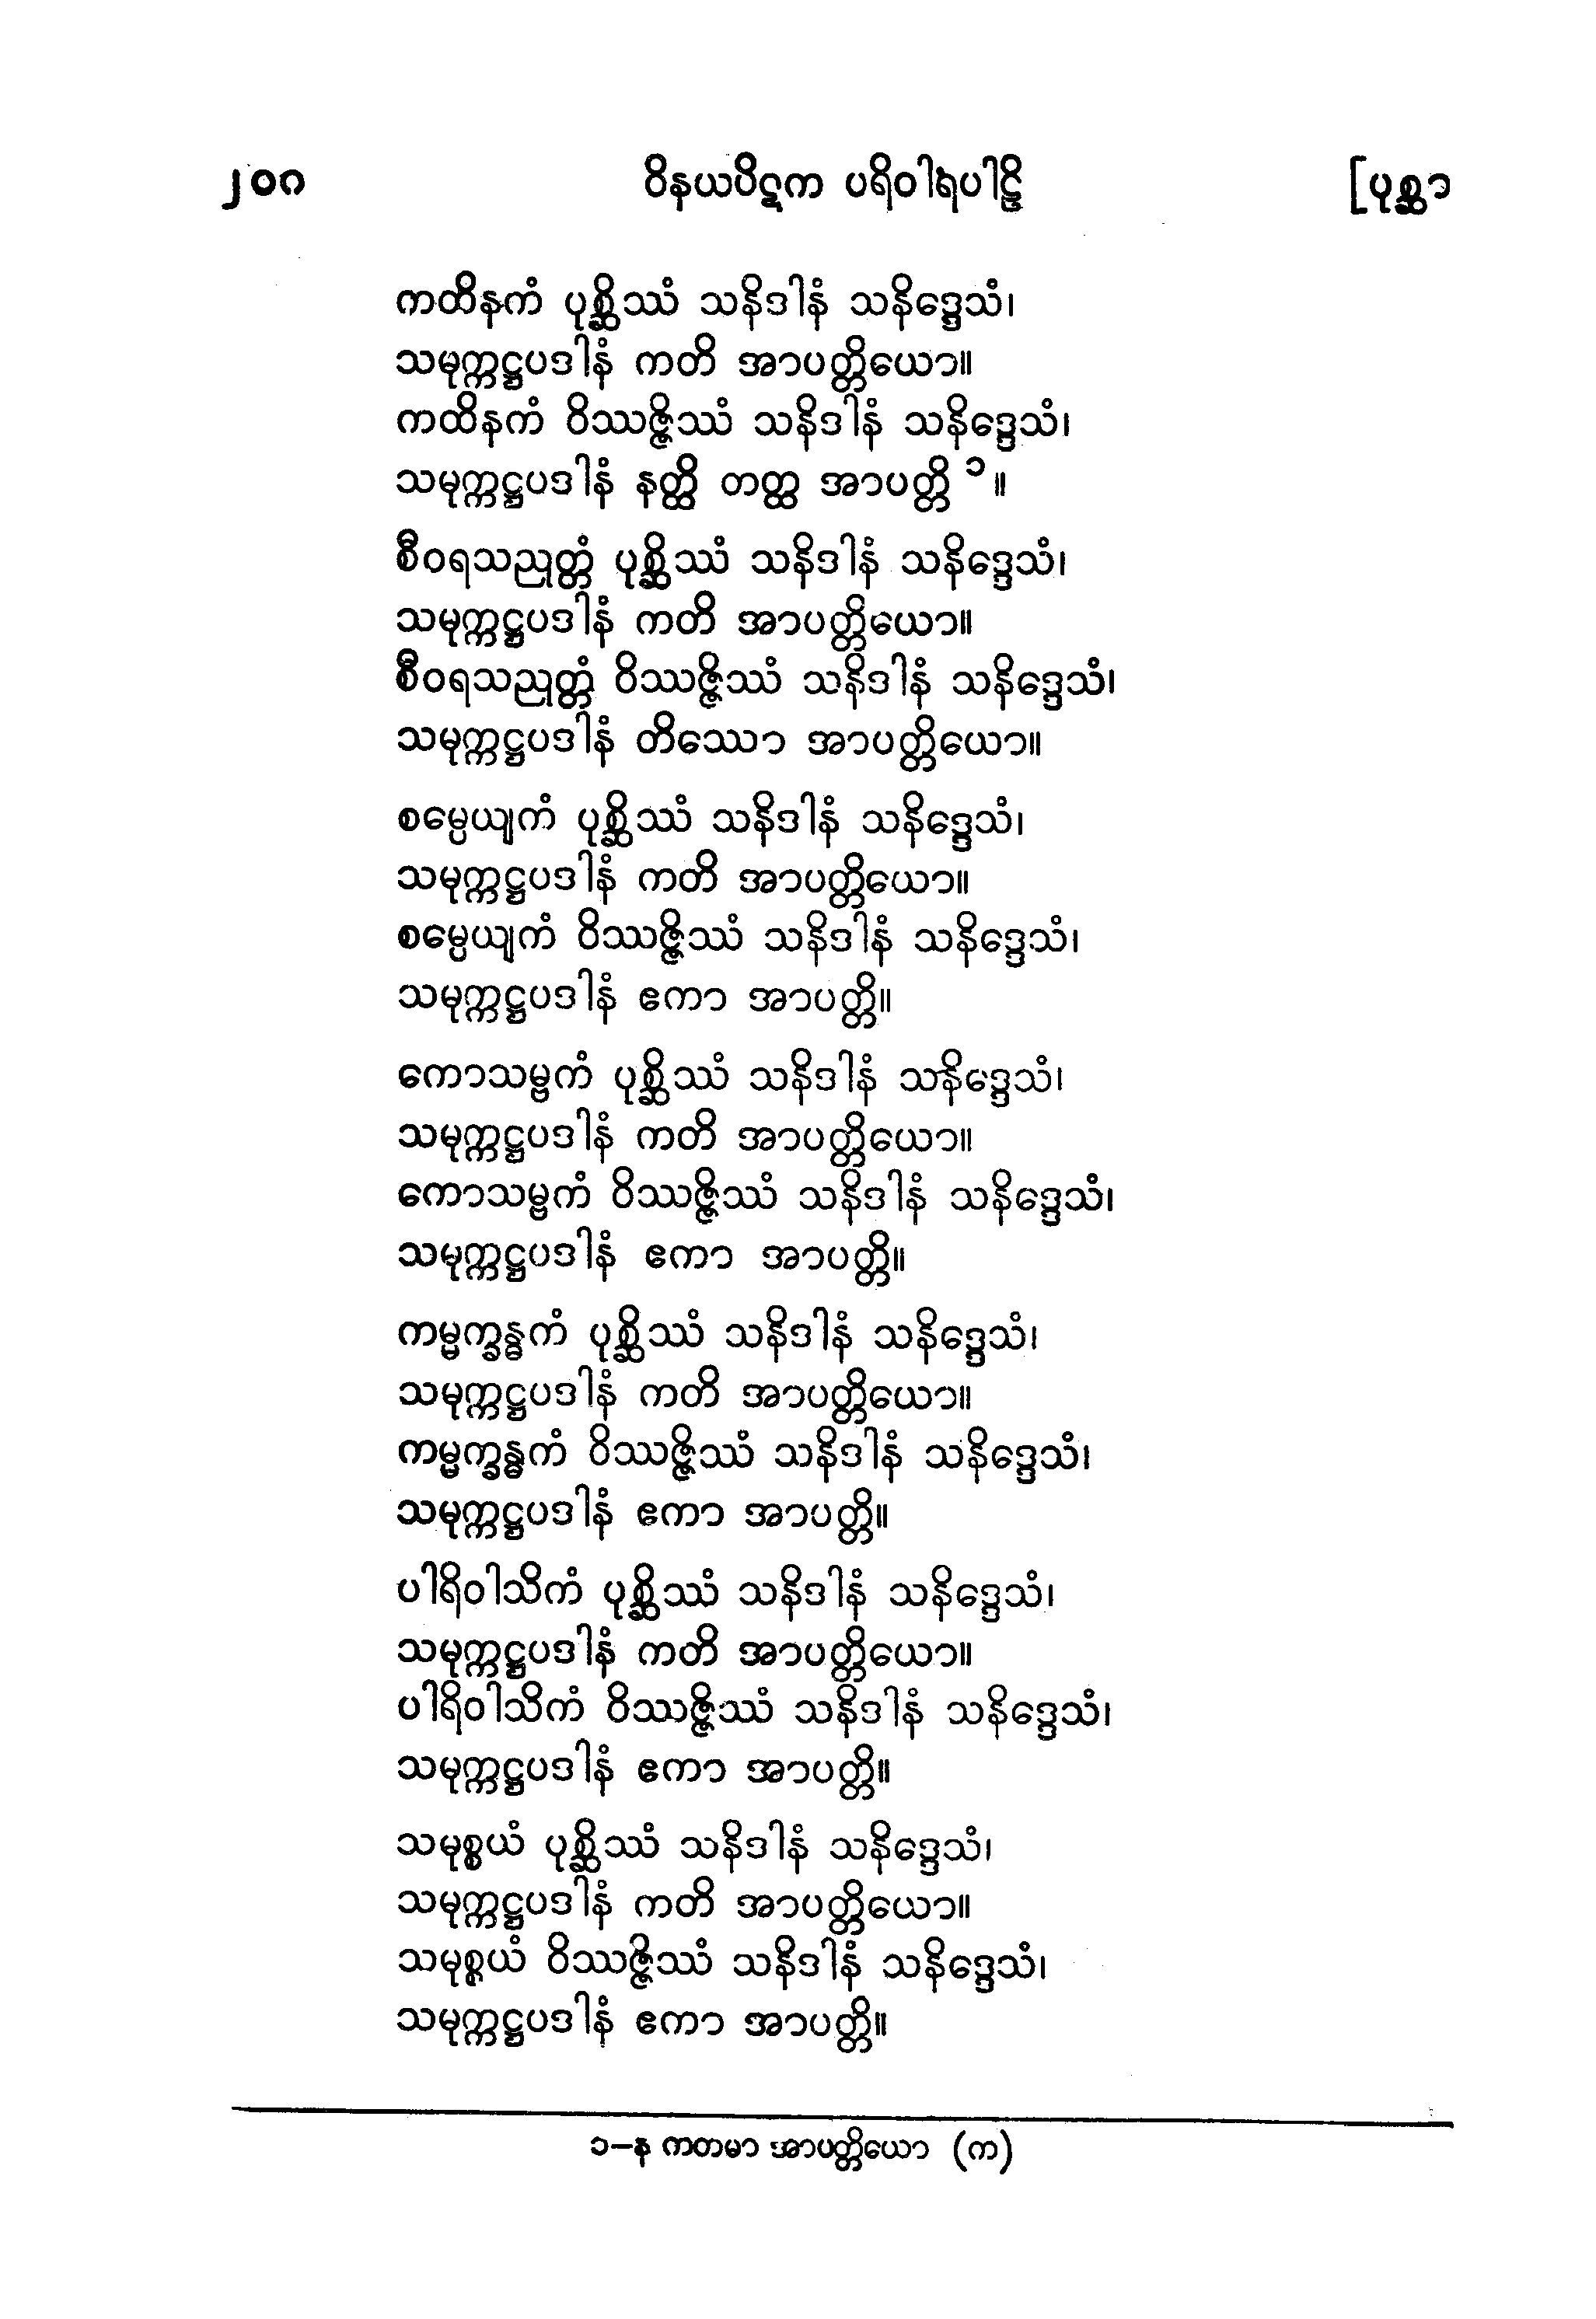 ၂၀ဂ ဝိနယပိဋက ပရိဝါရပါဠိ [ပုစ္ဆာ
ကထိနကံ ပုစ္ဆိဿံ သနိဒါနံ သနိဒ္ဒေသံ၊
သမုက္ကဋ္ဌပဒါနံ ကတိ အာပတ္တိယော။
ကထိနကံ ဝိဿဇ္ဇိဿံ သနိဒါနံ သနိဒ္ဒေသံ၊
သမုက္ကဋ္ဌပဒါနံ နတ္ထိ တတ္ထ အာပတ္တိ ၁။
စီဝရသညုတ္တံ ပုစ္ဆိဿံ သနိဒါနံ သနိဒ္ဒေသံ၊
သမုက္ကဋ္ဌပဒါနံ ကတိ အာပတ္တိယော။
စီဝရသညုတ္တံ ဝိဿဇ္ဇိဿံ သနိဒါနံ သနိဒ္ဒေသံ၊
သမုက္ကဋ္ဌပဒါနံ တိဿော အာပတ္တိယော။
စမ္ပေယျကံ ပုစ္ဆိဿံ သနိဒါနံ သနိဒ္ဒေသံ၊
သမုက္ကဋ္ဌပဒါနံ ကတိ အာပတ္တိယော။
စမ္ပေယျကံ ဝိဿဇ္ဇိဿံ သနိဒါနံ သနိဒ္ဒေသံ၊
သမုက္ကဋ္ဌပဒါနံ ဧကာ အာပတ္တိ။
ကောသမ္ဗကံ ပုစ္ဆိဿံ သနိဒါနံ သနိဒ္ဒေသံ၊
သမုက္ကဋ္ဌပဒါနံ ကတိ အာပတ္တိယော။
ကောသမ္ဗကံ ဝိဿဇ္ဇိဿံ သနိဒါနံ သနိဒ္ဒေသံ၊
သမုက္ကဋ္ဌပဒါနံ ဧကာ အာပတ္တိ။
ကမ္မက္ခန္ဓကံ ပုစ္ဆိဿံ သနိဒါနံ သနိဒ္ဒေသံ၊
သမုက္ကဋ္ဌပဒါနံ ကတိ အာပတ္တိယော။
ကမ္မက္ခန္ဓကံ ဝိဿဇ္ဇိဿံ သနိဒါနံ သနိဒ္ဒေသံ၊
သမုက္ကဋ္ဌပဒါနံ ဧကာ အာပတ္တိ။
ပါရိဝါသိကံ ပုစ္ဆိဿံ သနိဒါနံ သနိဒ္ဒေသံ၊
သမုက္ကဋ္ဌပဒါနံ ကတိ အာပတ္တိယော။
ပါရိဝါသိကံ ဝိဿဇ္ဇိဿံ သနိဒါနံ သနိဒ္ဒေသံ၊
သမုက္ကဋ္ဌပဒါနံ ဧကာ အာပတ္တိ။
သမုစ္စယံ ပုစ္ဆိဿံ သနိဒါနံ သနိဒ္ဒေသံ၊
သမုက္ကဋ္ဌပဒါနံ ကတိ အာပတ္တိယော။
သမုစ္စယံ ဝိဿဇ္ဇိဿံ သနိဒါနံ သနိဒ္ဒေသံ၊
သမုက္ကဋ္ဌပဒါနံ ဧကာ အာပတ္တိ။
၁–န ကတမာ အာပတ္တိယော (က)